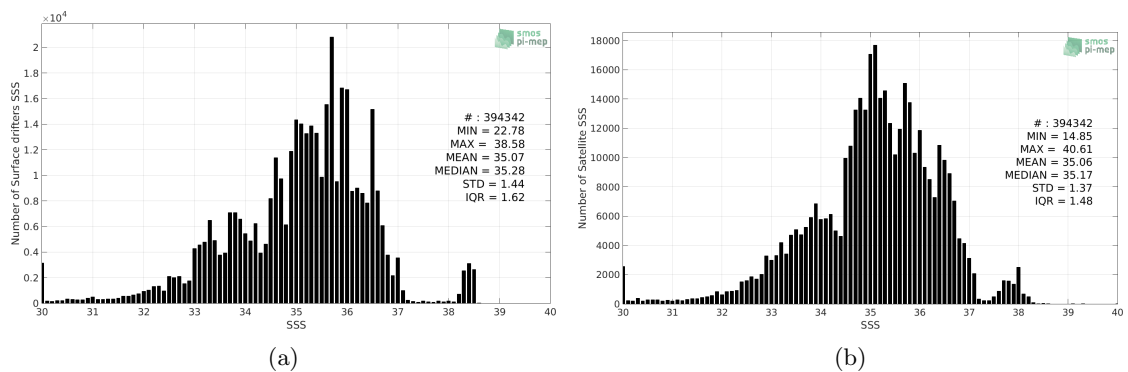 ×10⁴
2
1.8
1.6
1.4
1.2
1
0.8
0.6
0.4
0.2
0
Number of Surface drifters SSS
smos
pi-mep
# : 394342
MIN = 22.78
MAX = 38.58
MEAN = 35.07
MEDIAN = 35.28
STD = 1.44
IQR = 1.62
30 31 32 33 34 35 36 37 38 39 40
SSS
(a)
18000
16000
14000
12000
10000
8000
6000
4000
2000
0
Number of Satellite SSS
smos
pi-mep
# : 394342
MIN = 14.85
MAX = 40.61
MEAN = 35.06
MEDIAN = 35.17
STD = 1.37
IQR = 1.48
30 31 32 33 34 35 36 37 38 39 40
SSS
(b)